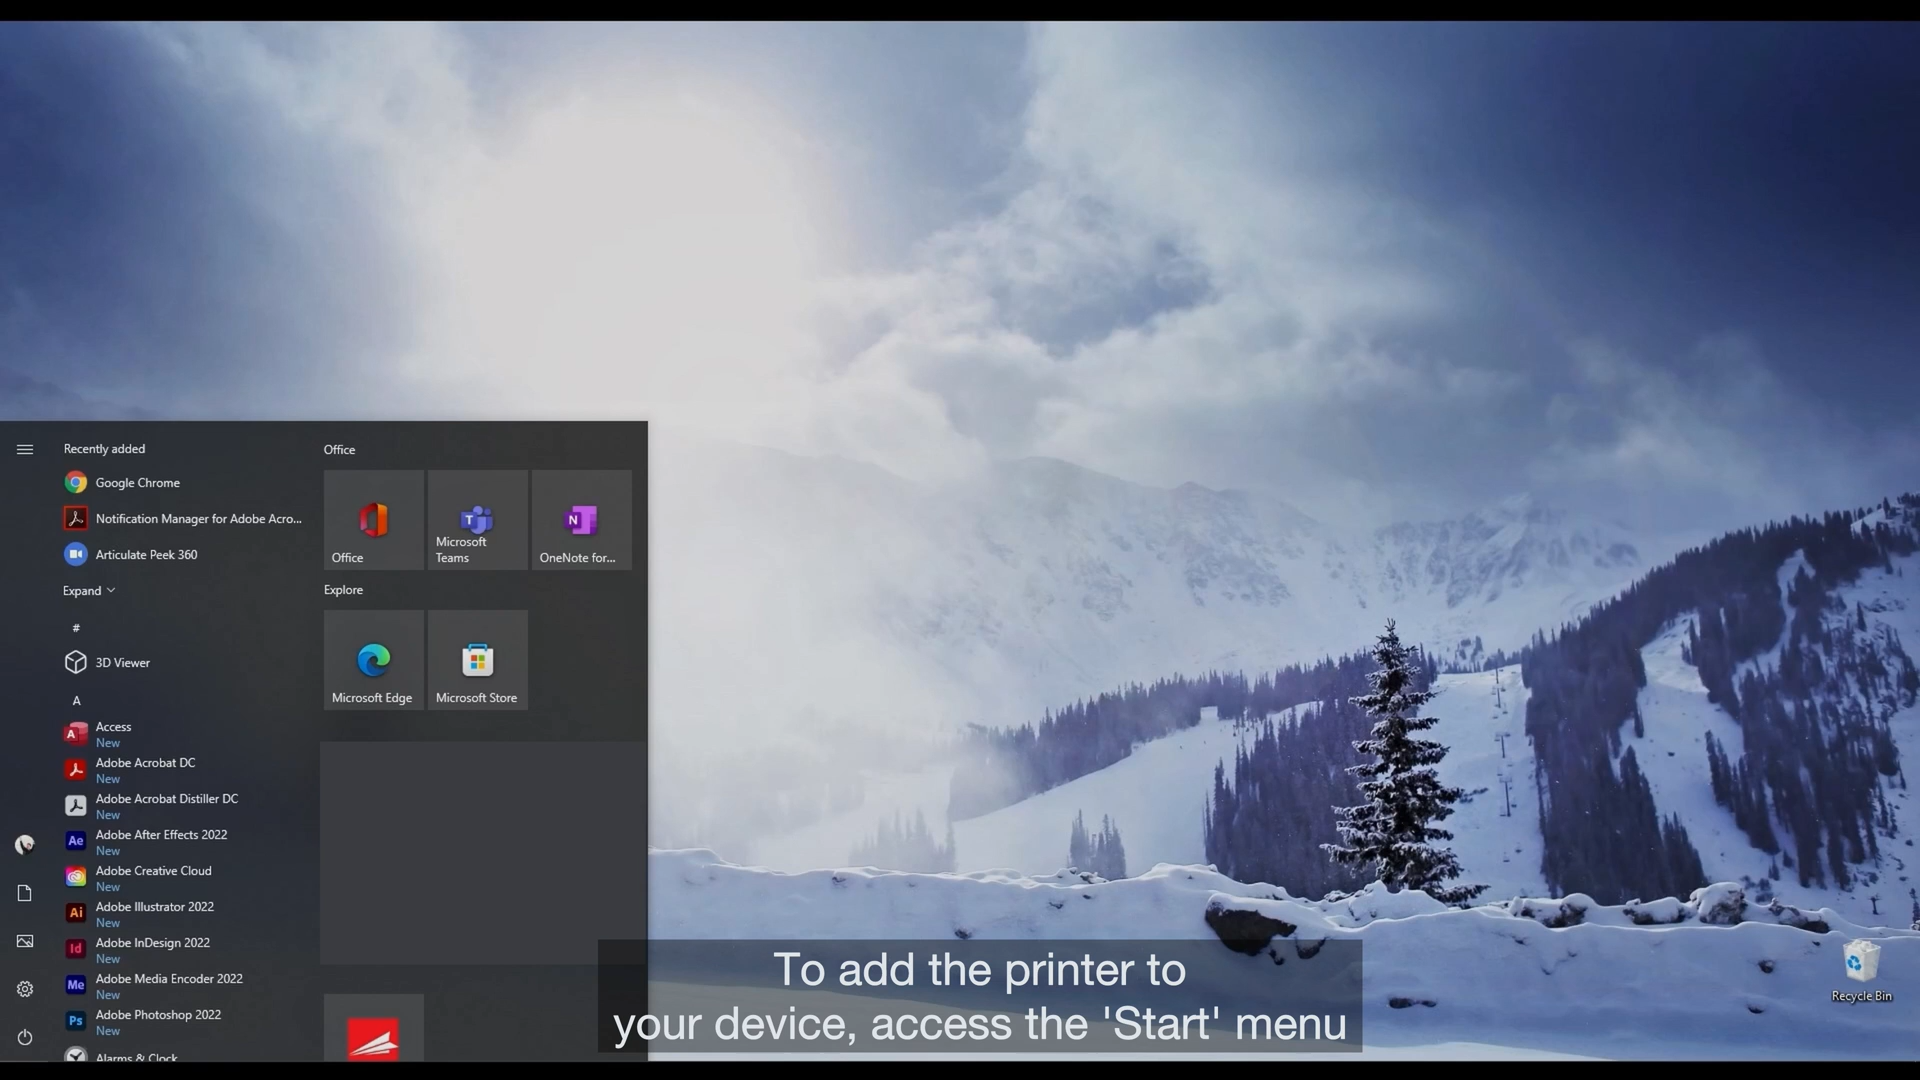 Recently added
Google Chrome
Notification Manager for Adobe Acro...
Articulate Peek 360
Expand
#
3D Viewer
A
Access
New
Adobe Acrobat DC
New
Adobe Acrobat Distiller DC
New
Ae
Adobe After Effects 2022
New
Adobe Creative Cloud
New
Ai
Adobe Illustrator 2022
New
Id
Adobe InDesign 2022
New
Me
Adobe Media Encoder 2022
New
Ps
Adobe Photoshop 2022
New
Alarms & Clock
Office
Office
Microsoft
Teams
OneNote for...
Explore
Microsoft Edge
Microsoft Store
To add the printer to
your device, access the 'Start' menu
Recycle Bin